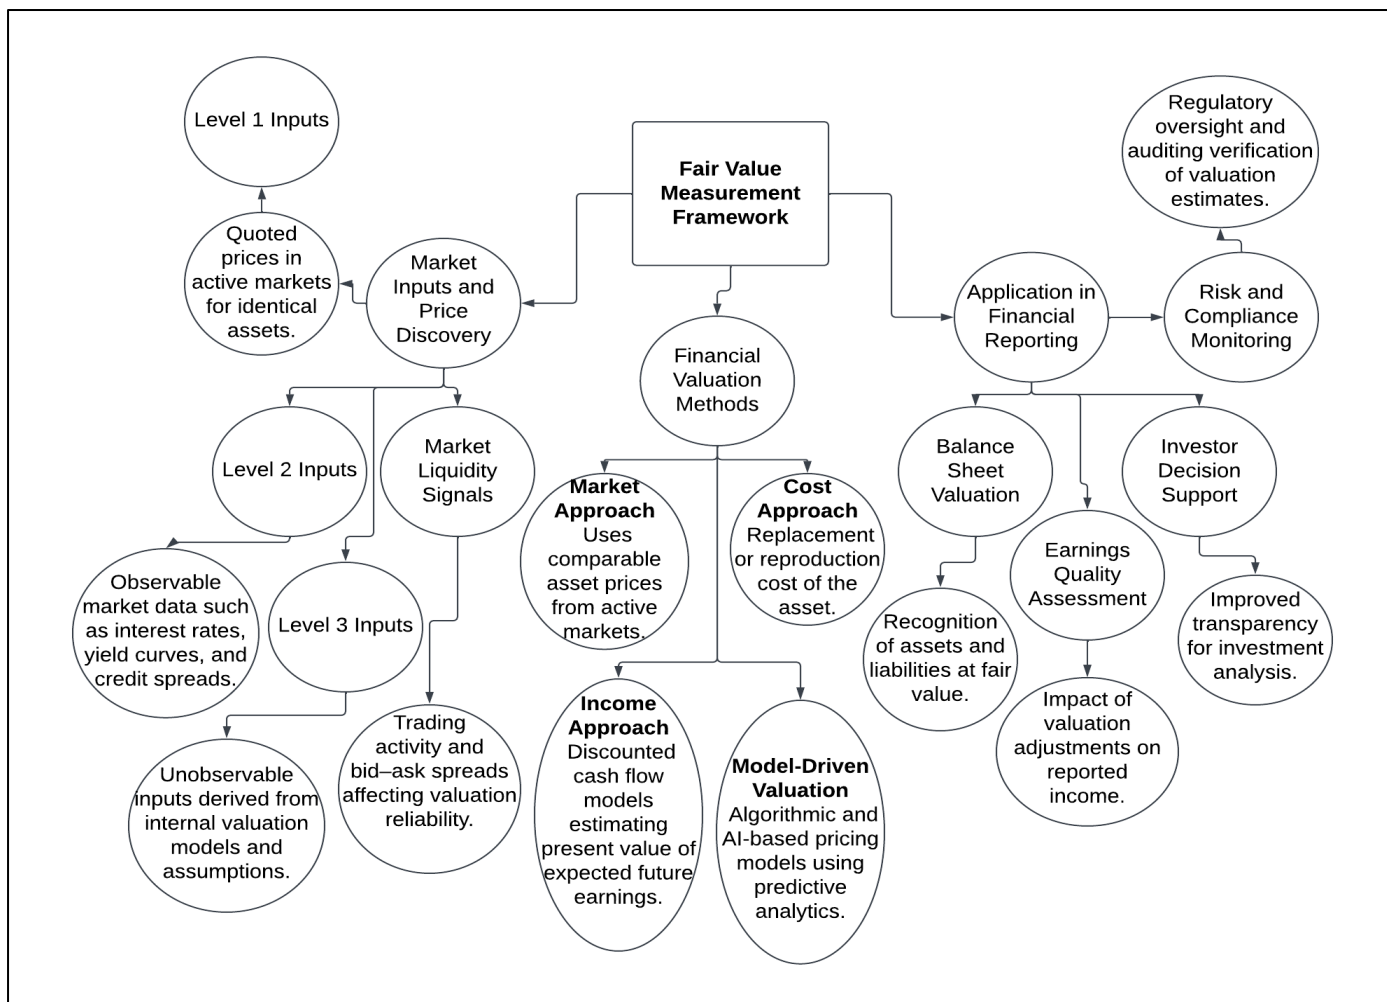 Fair Value
Measurement
Framework
Level 1 Inputs
Quoted
prices in
active markets
for identical
assets.
Market
Inputs and
Price
Discovery
Level 2 Inputs
Observable
market data such
as interest rates,
yield curves, and
credit spreads.
Level 3 Inputs
Unobservable
inputs derived from
internal valuation
models and
assumptions.
Market
Liquidity
Signals
Trading
activity and
bid–ask spreads
affecting valuation
reliability.
Financial
Valuation
Methods
Market
Approach
Uses
comparable
asset prices
from active
markets.
Cost
Approach
Replacement
or reproduction
cost of the
asset.
Income
Approach
Discounted
cash flow
models
estimating
present value of
expected future
earnings.
Model-Driven
Valuation
Algorithmic and
AI-based pricing
models using
predictive
analytics.
Application in
Financial
Reporting
Risk and
Compliance
Monitoring
Regulatory
oversight and
auditing verification
of valuation
estimates.
Balance
Sheet
Valuation
Recognition
of assets and
liabilities at fair
value.
Earnings
Quality
Assessment
Impact of
valuation
adjustments on
reported
income.
Investor
Decision
Support
Improved
transparency
for investment
analysis.